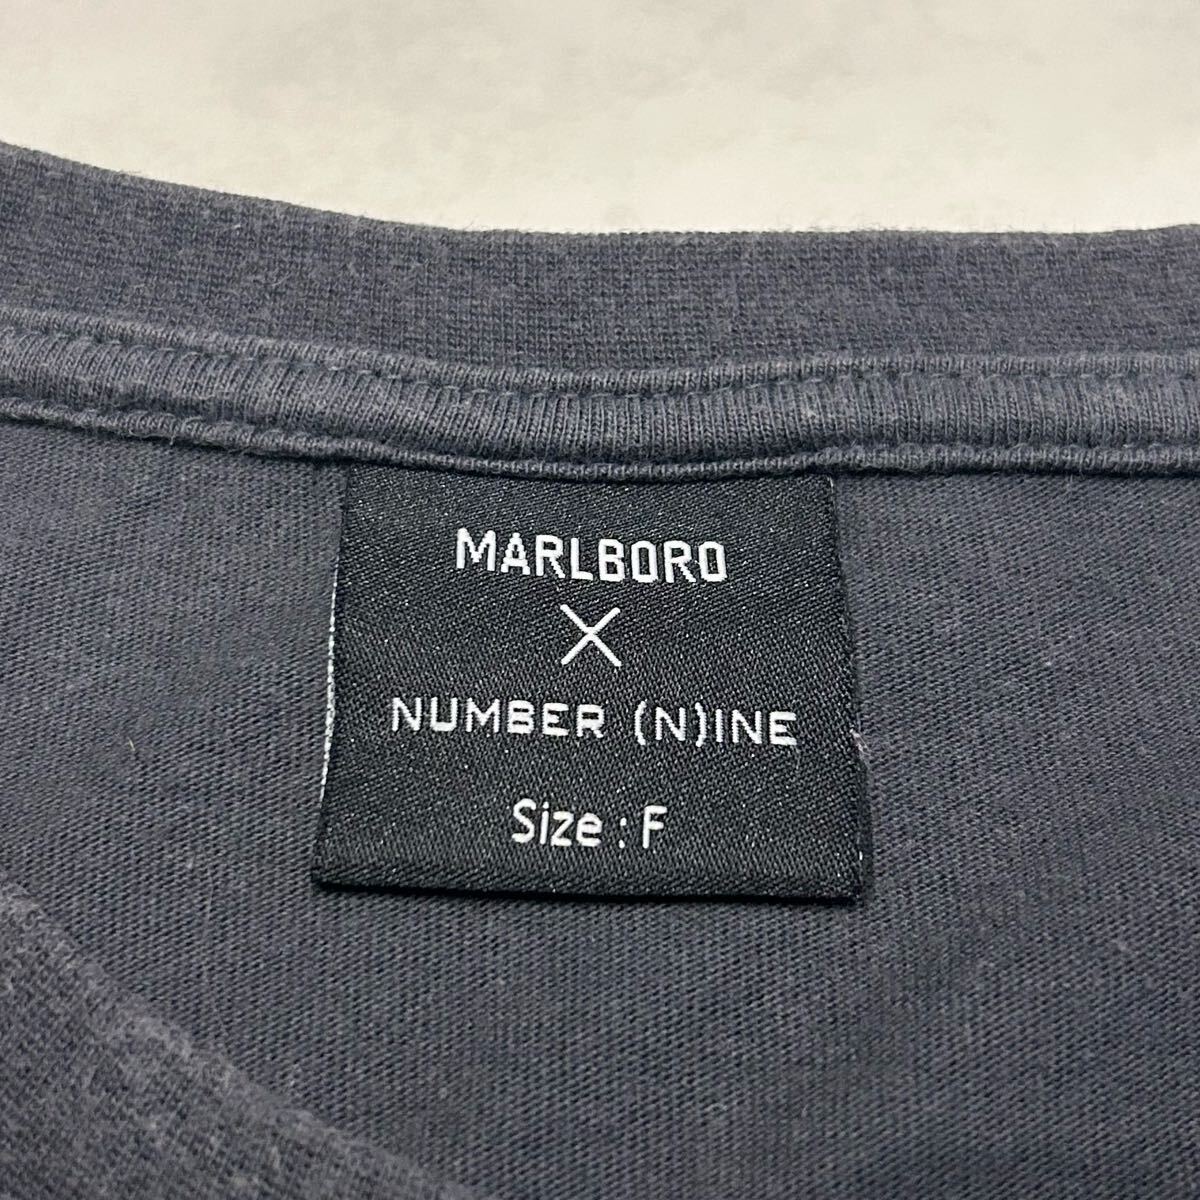 MARLBORO
×
NUMBER (N)INE
Size : F